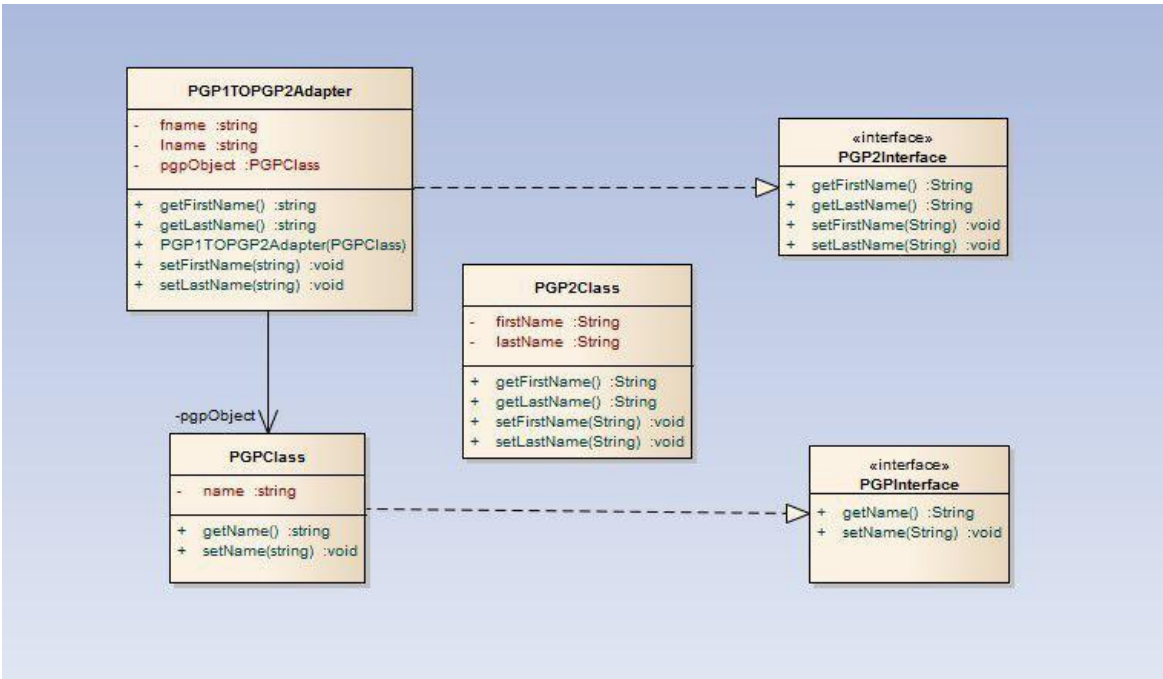 PGP1TOPGP2Adapter
- fname :string
- lname :string
- pgpObject :PGPClass
+ getFirstName() :string
+ getLastName() :string
+ PGP1TOPGP2Adapter(PGPClass)
+ setFirstName(string) :void
+ setLastName(string) :void
«interface»
PGP2Interface
+ getFirstName() :String
+ getLastName() :String
+ setFirstName(String) :void
+ setLastName(String) :void
PGP2Class
- firstName :String
- lastName :String
+ getFirstName() :String
+ getLastName() :String
+ setFirstName(String) :void
+ setLastName(String) :void
-pgpObject
PGPClass
- name :string
+ getName() :string
+ setName(string) :void
«interface»
PGPInterface
+ getName() :String
+ setName(String) :void